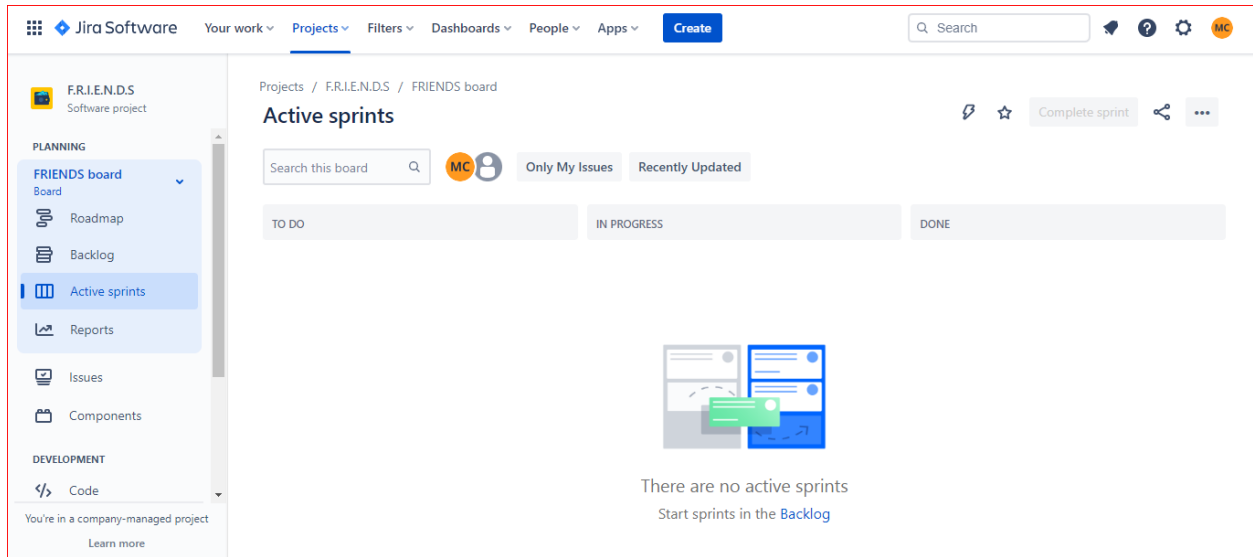 Jira Software Your work Projects Filters Dashboards People Apps Create Search MC
F.R.I.E.N.D.S
Software project
PLANNING
FRIENDS board
Board
Roadmap
Backlog
Active sprints
Reports
Issues
Components
DEVELOPMENT
Code
You're in a company-managed project
Learn more
Projects / F.R.I.E.N.D.S / FRIENDS board
Active sprints
Complete sprint
Search this board MC Only My Issues Recently Updated
TO DO IN PROGRESS DONE
There are no active sprints
Start sprints in the Backlog